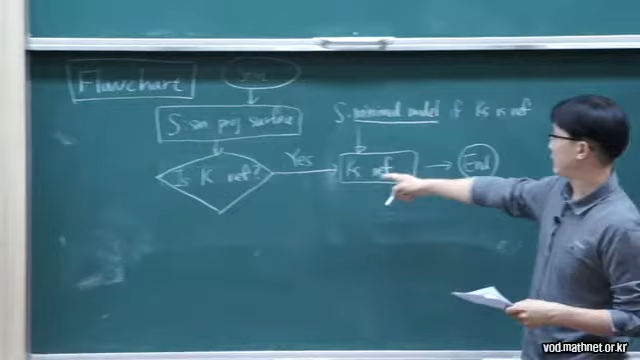 Flowchart
Start
S: sm proj surface
S: minimal model if Ks is nef
Is K nef?
Yes
Ks nef
End
vod.mathnet.or.kr